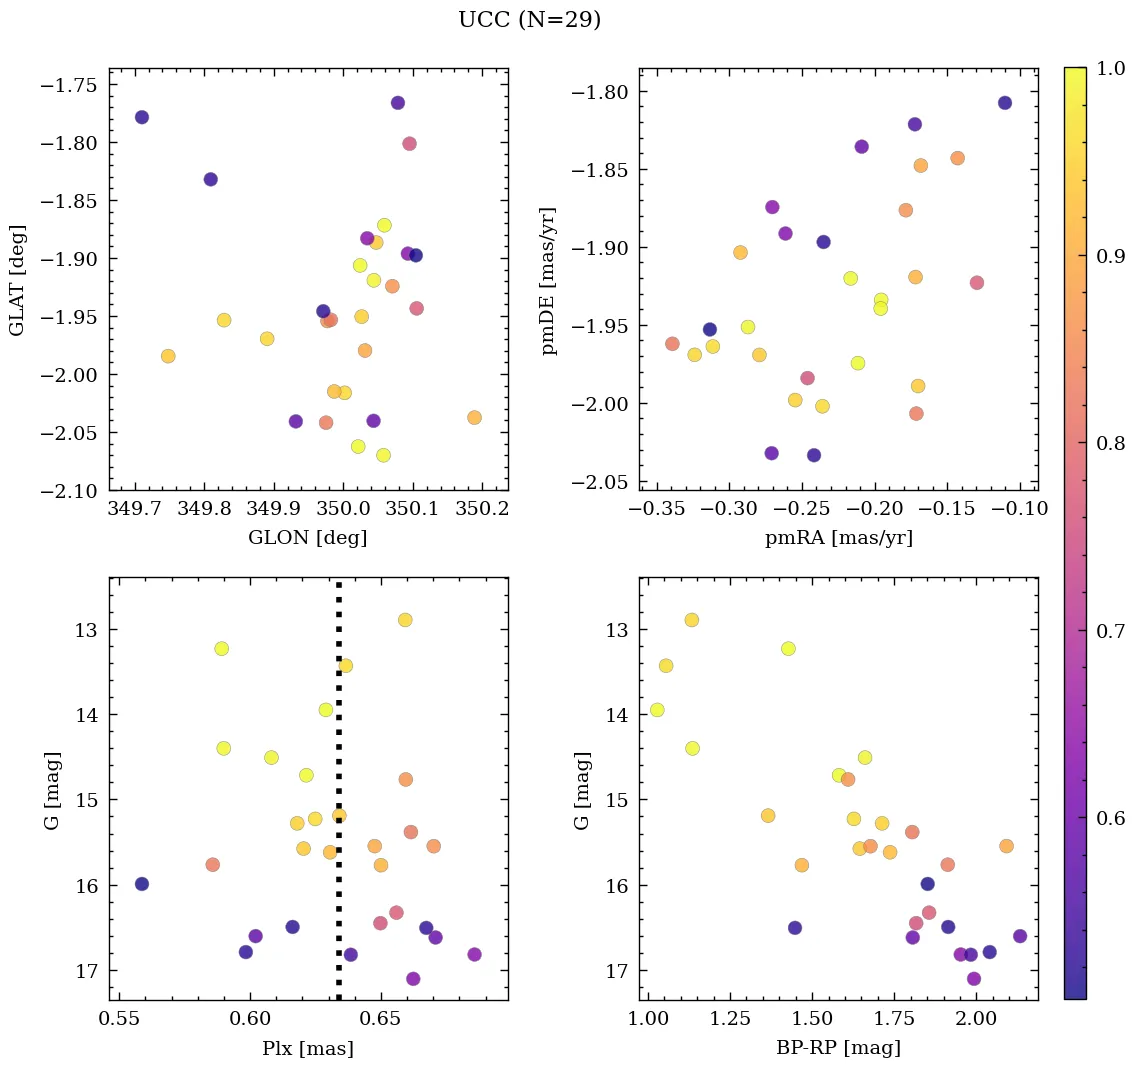 UCC (N=29)
−1.75
−1.80
−1.85
−1.90
−1.95
−2.00
−2.05
−2.10
GLAT [deg]
349.7 349.8 349.9 350.0 350.1 350.2
GLON [deg]
−1.80
−1.85
−1.90
−1.95
−2.00
−2.05
pmDE [mas/yr]
−0.35 −0.30 −0.25 −0.20 −0.15 −0.10
pmRA [mas/yr]
13
14
15
16
17
G [mag]
0.55 0.60 0.65
Plx [mas]
13
14
15
16
17
G [mag]
1.00 1.25 1.50 1.75 2.00
BP-RP [mag]
1.0
0.9
0.8
0.7
0.6